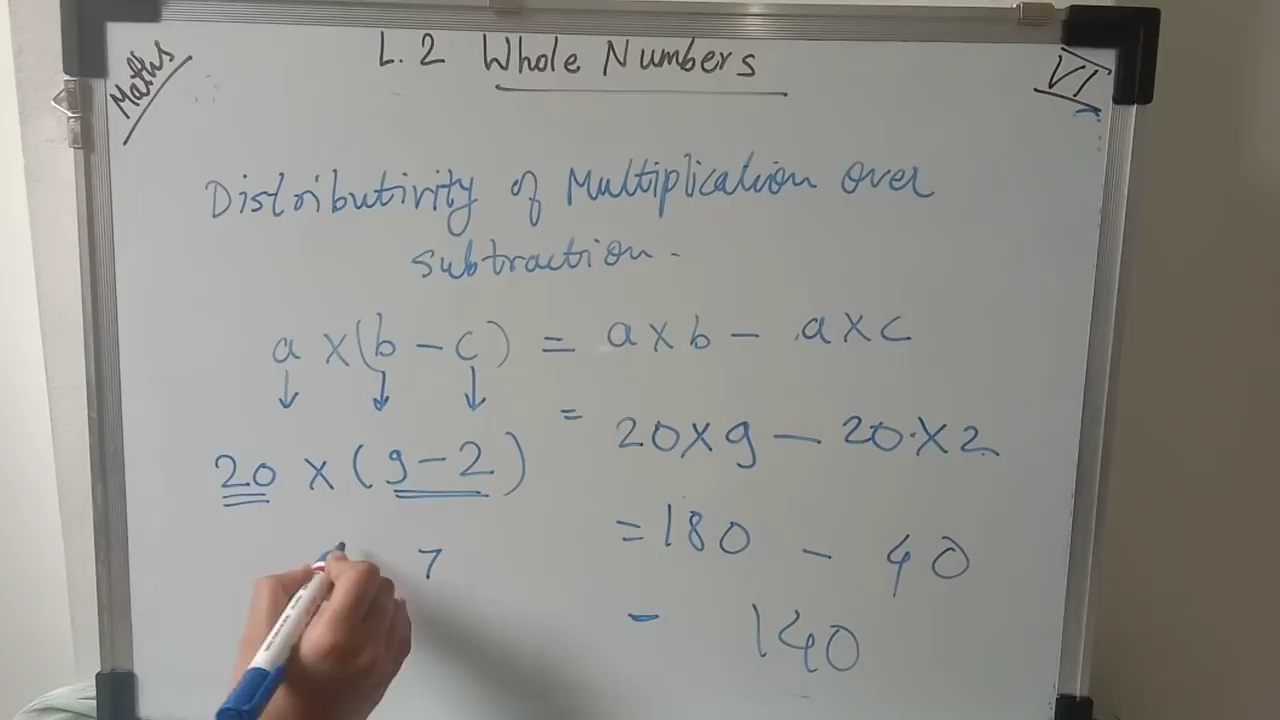 Maths
L.2 Whole Numbers
VI
Distributivity of Multiplication over
subtraction.
a x (b - c) = a x b - a x c
↓ ↓ ↓
20 x (9 - 2) = 20 x 9 - 20 x 2
= 180 - 40
7
- 140